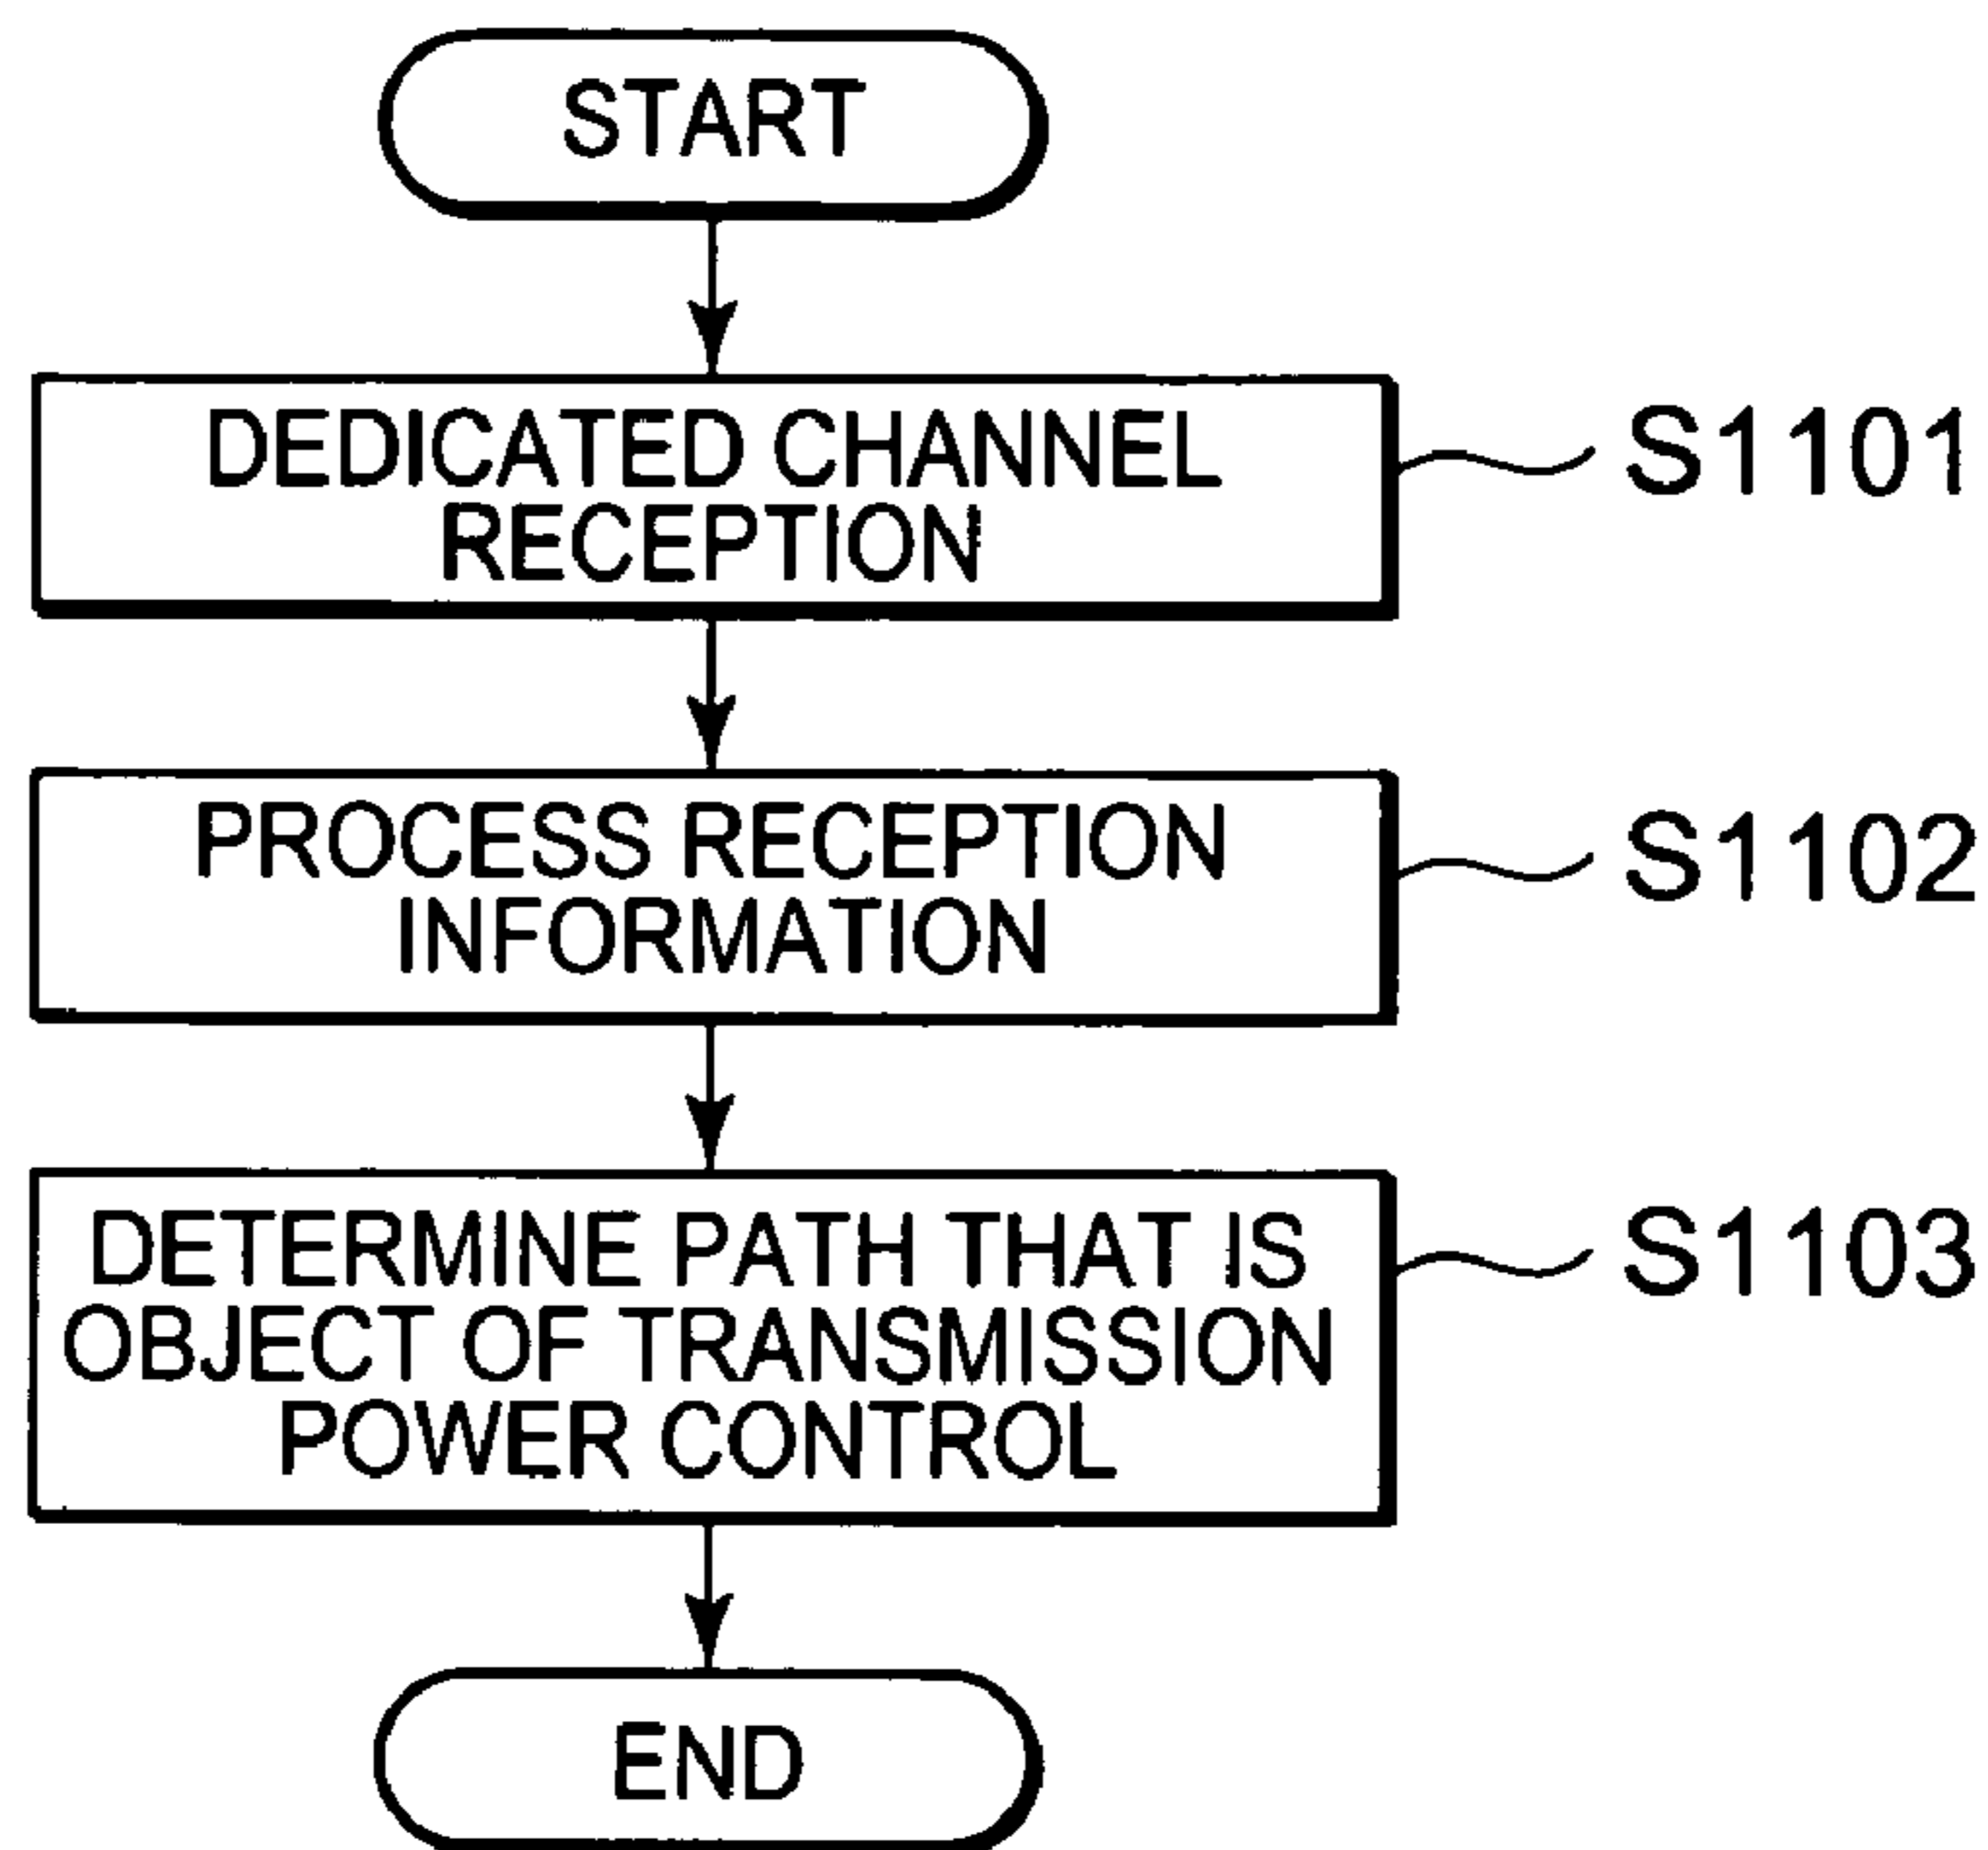 START
DEDICATED CHANNEL
RECEPTION
S1101
PROCESS RECEPTION
INFORMATION
S1102
DETERMINE PATH THAT IS
OBJECT OF TRANSMISSION
POWER CONTROL
S1103
END